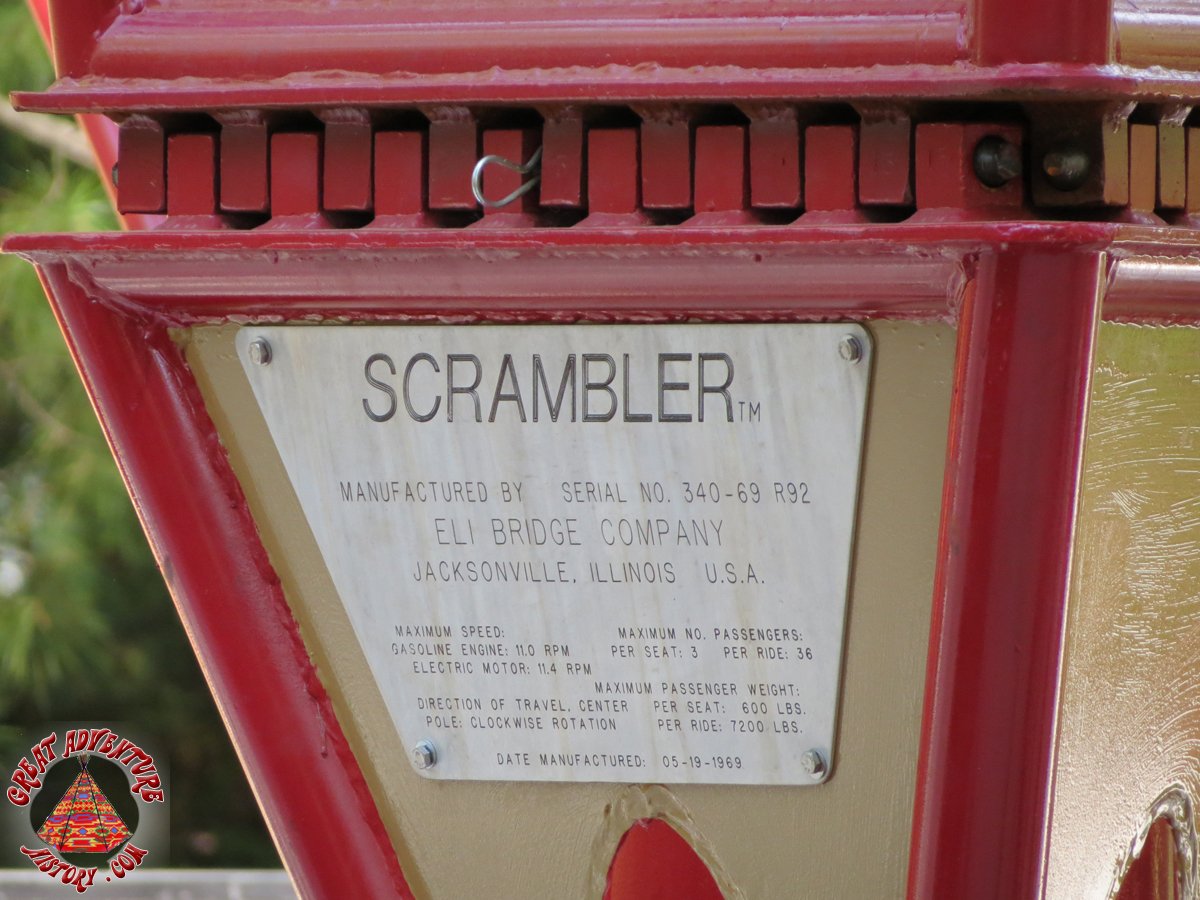 SCRAMBLER™
MANUFACTURED BY SERIAL NO. 340-69 R92
ELI BRIDGE COMPANY
JACKSONVILLE, ILLINOIS U.S.A.
MAXIMUM SPEED:
GASOLINE ENGINE: 11.0 RPM
ELECTRIC MOTOR: 11.4 RPM
MAXIMUM NO. PASSENGERS:
PER SEAT: 3 PER RIDE: 36
MAXIMUM PASSENGER WEIGHT:
PER SEAT: 600 LBS.
PER RIDE: 7200 LBS.
DIRECTION OF TRAVEL, CENTER
POLE: CLOCKWISE ROTATION
DATE MANUFACTURED: 05-19-1969
GREAT ADVENTURE
HISTORY.COM